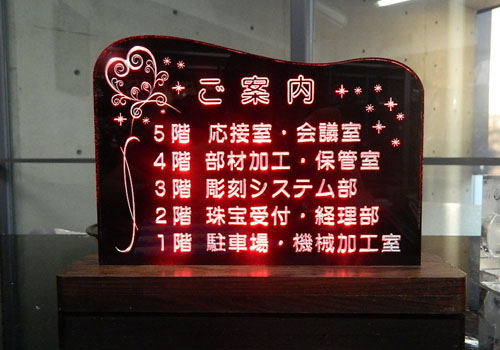 ご案内
5階 応接室・会議室
4階 部材加工・保管室
3階 彫刻システム部
2階 珠宝受付・経理部
1階 駐車場・機械加工室